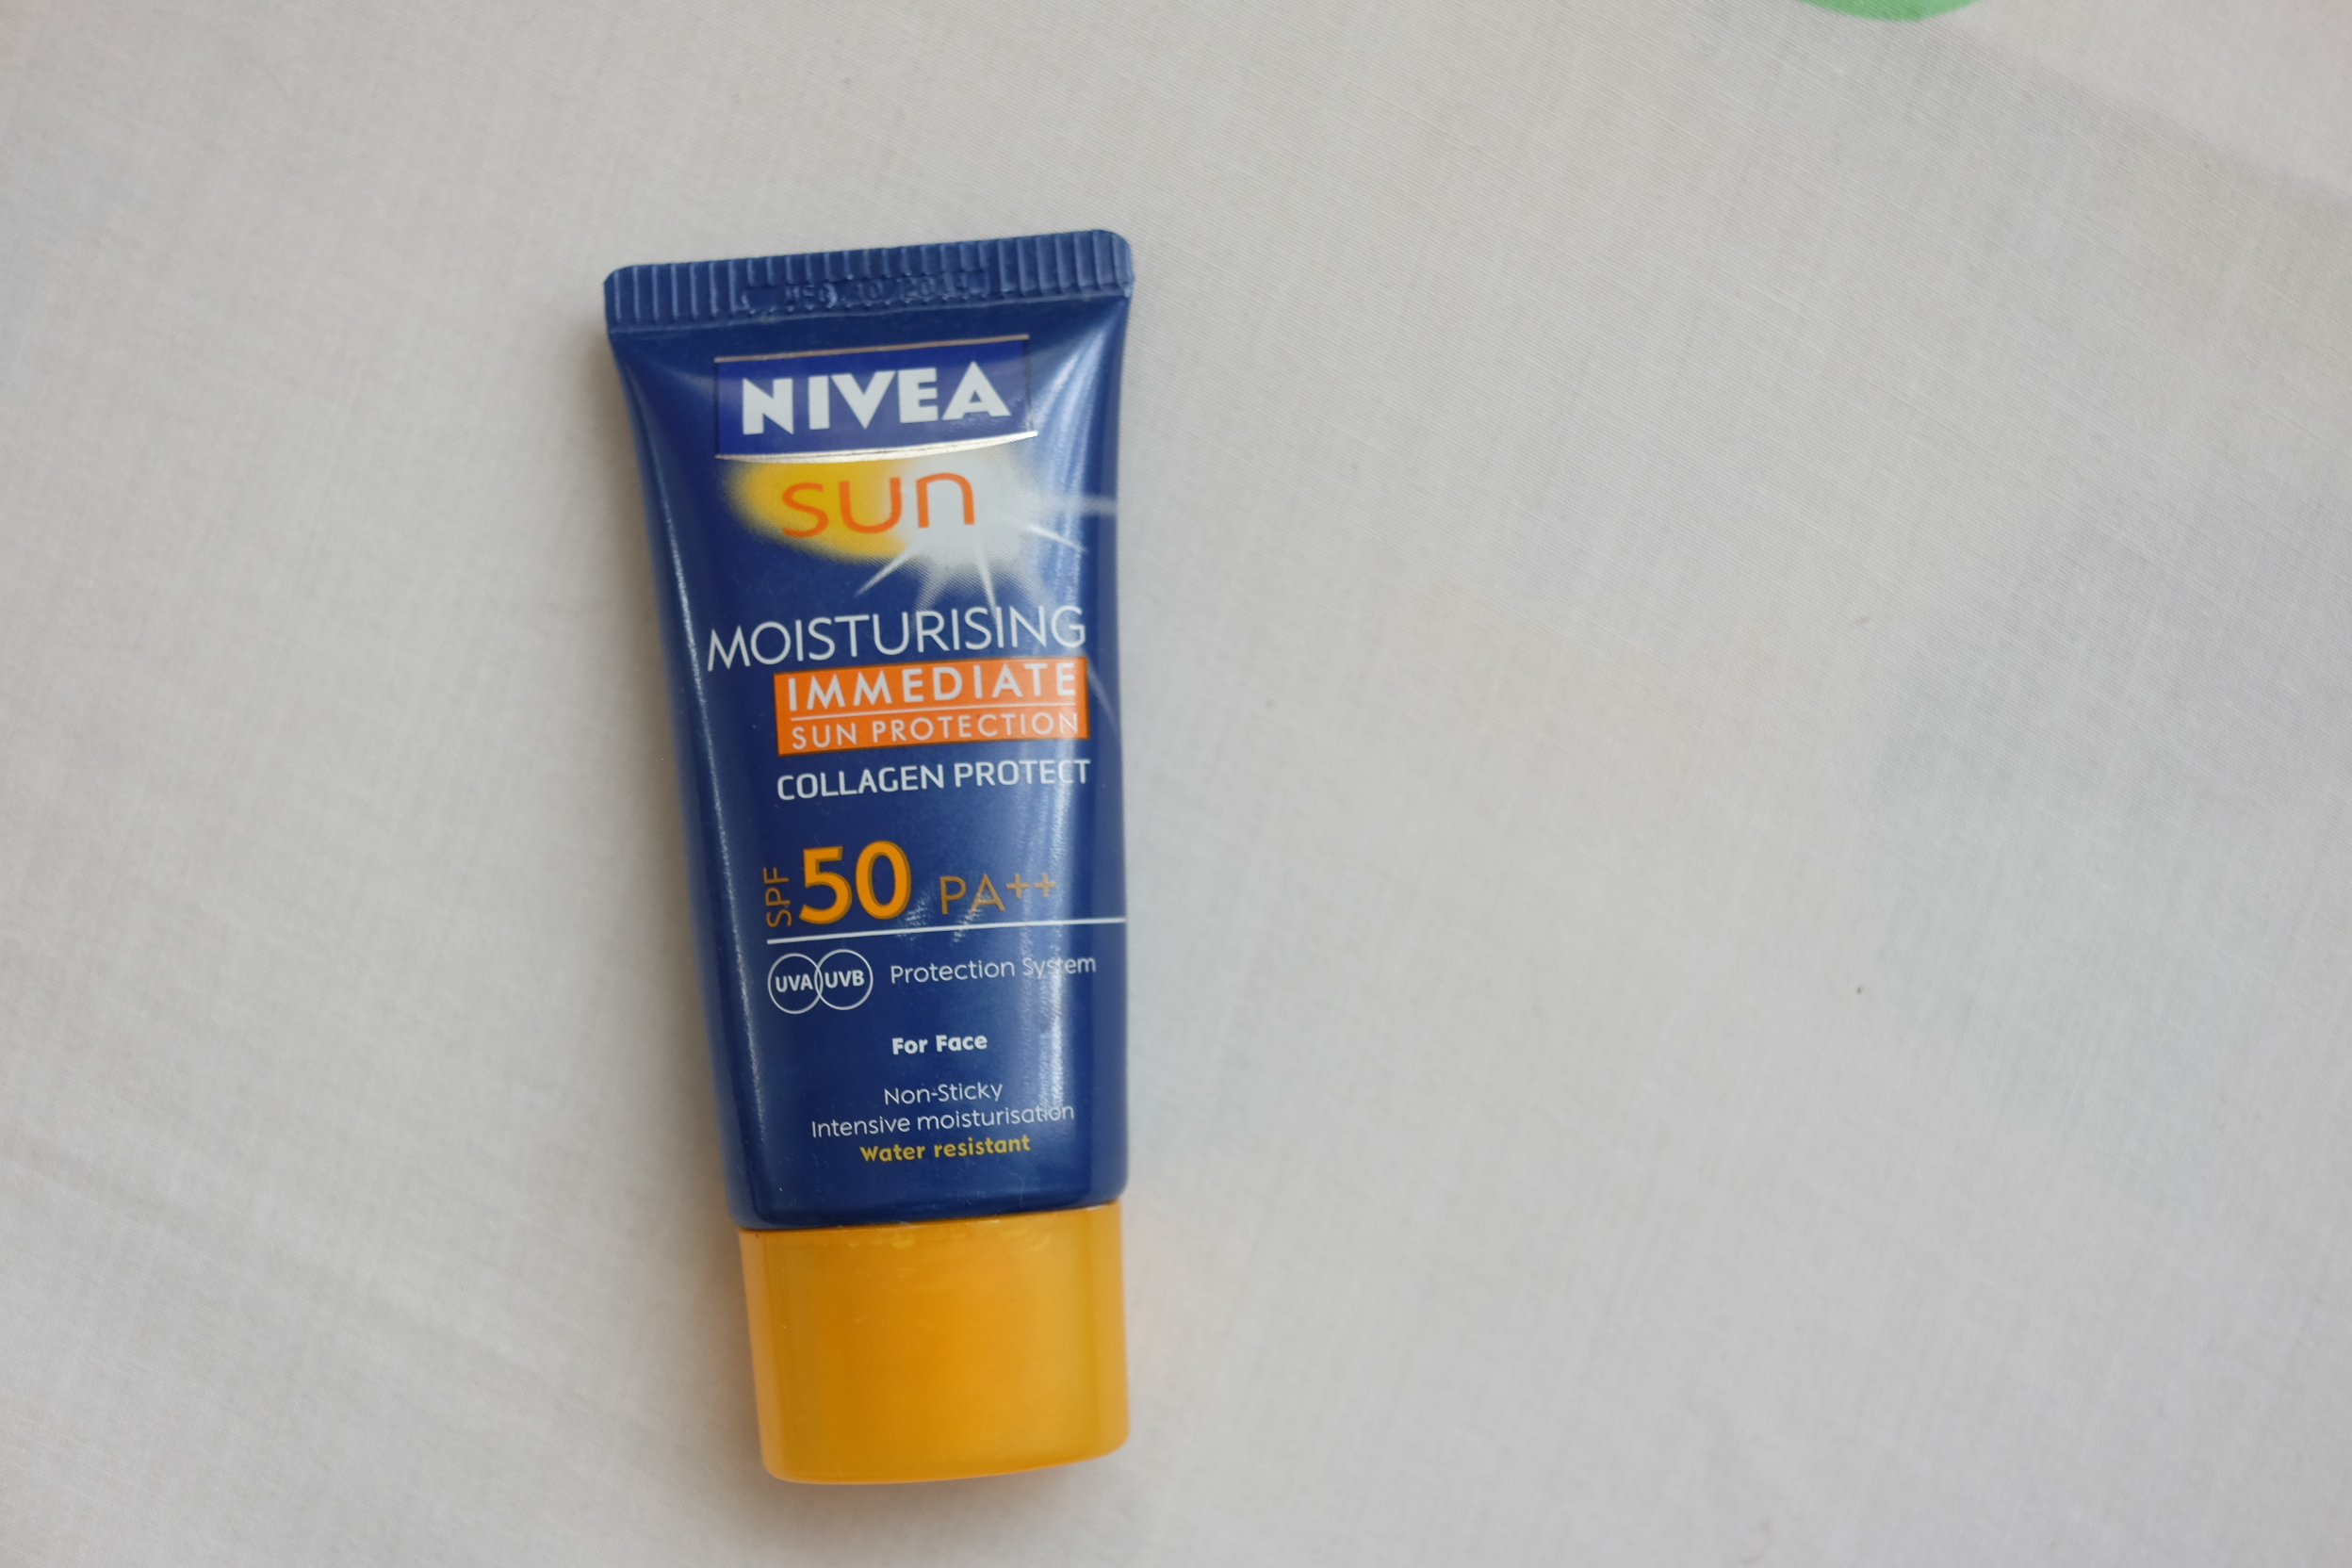 NIVEA
sun
MOISTURISING
IMMEDIATE
SUN PROTECTION
COLLAGEN PROTECT
SPF 50 PA++
UVA UVB Protection System
For Face
Non-Sticky
Intensive moisturisation
Water resistant